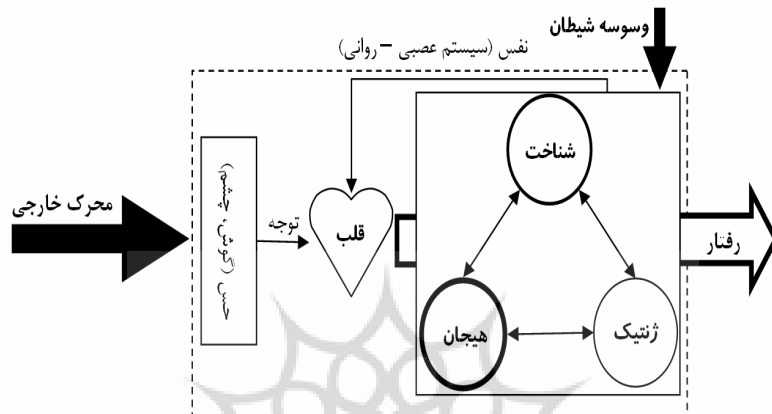 وسوسه شیطان
نفس (سیستم عصبی – روانی)
شناخت
محرک خارجی
حس (گوش، چشم)
توجه
قلب
رفتار
هیجان
ژنتیک